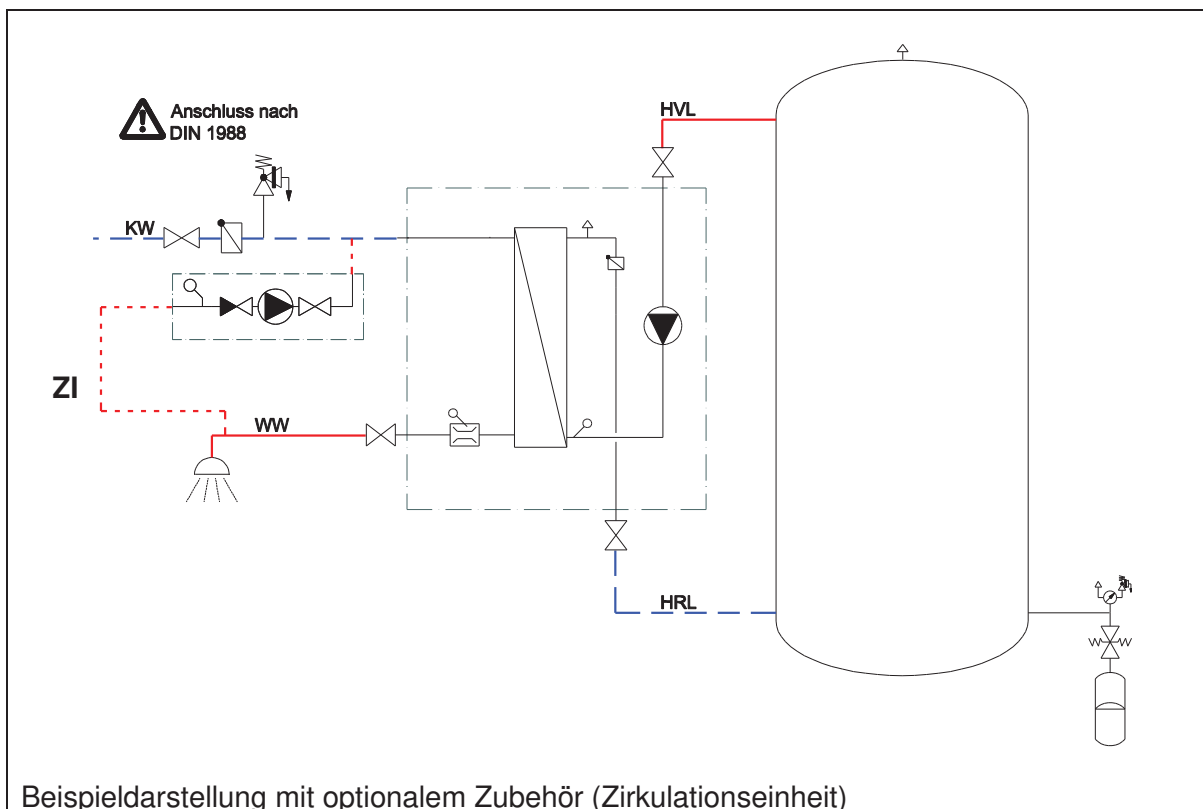 Anschluss nach
DIN 1988
HVL
KW
ZI
WW
HRL
Beispieldarstellung mit optionalem Zubehör (Zirkulationseinheit)